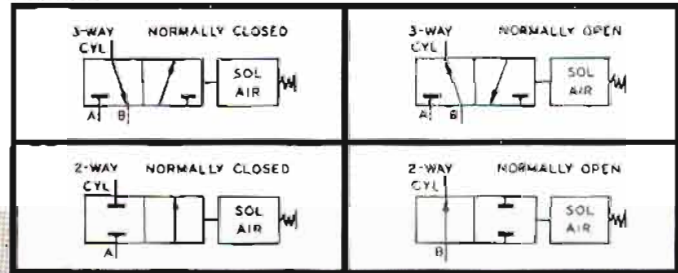 3-WAY NORMALLY CLOSED
CYL
SOL
AIR
A B
3-WAY NORMALLY OPEN
CYL
SOL
AIR
A B
2-WAY NORMALLY CLOSED
CYL
SOL
AIR
A
2-WAY NORMALLY OPEN
CYL
SOL
AIR
B